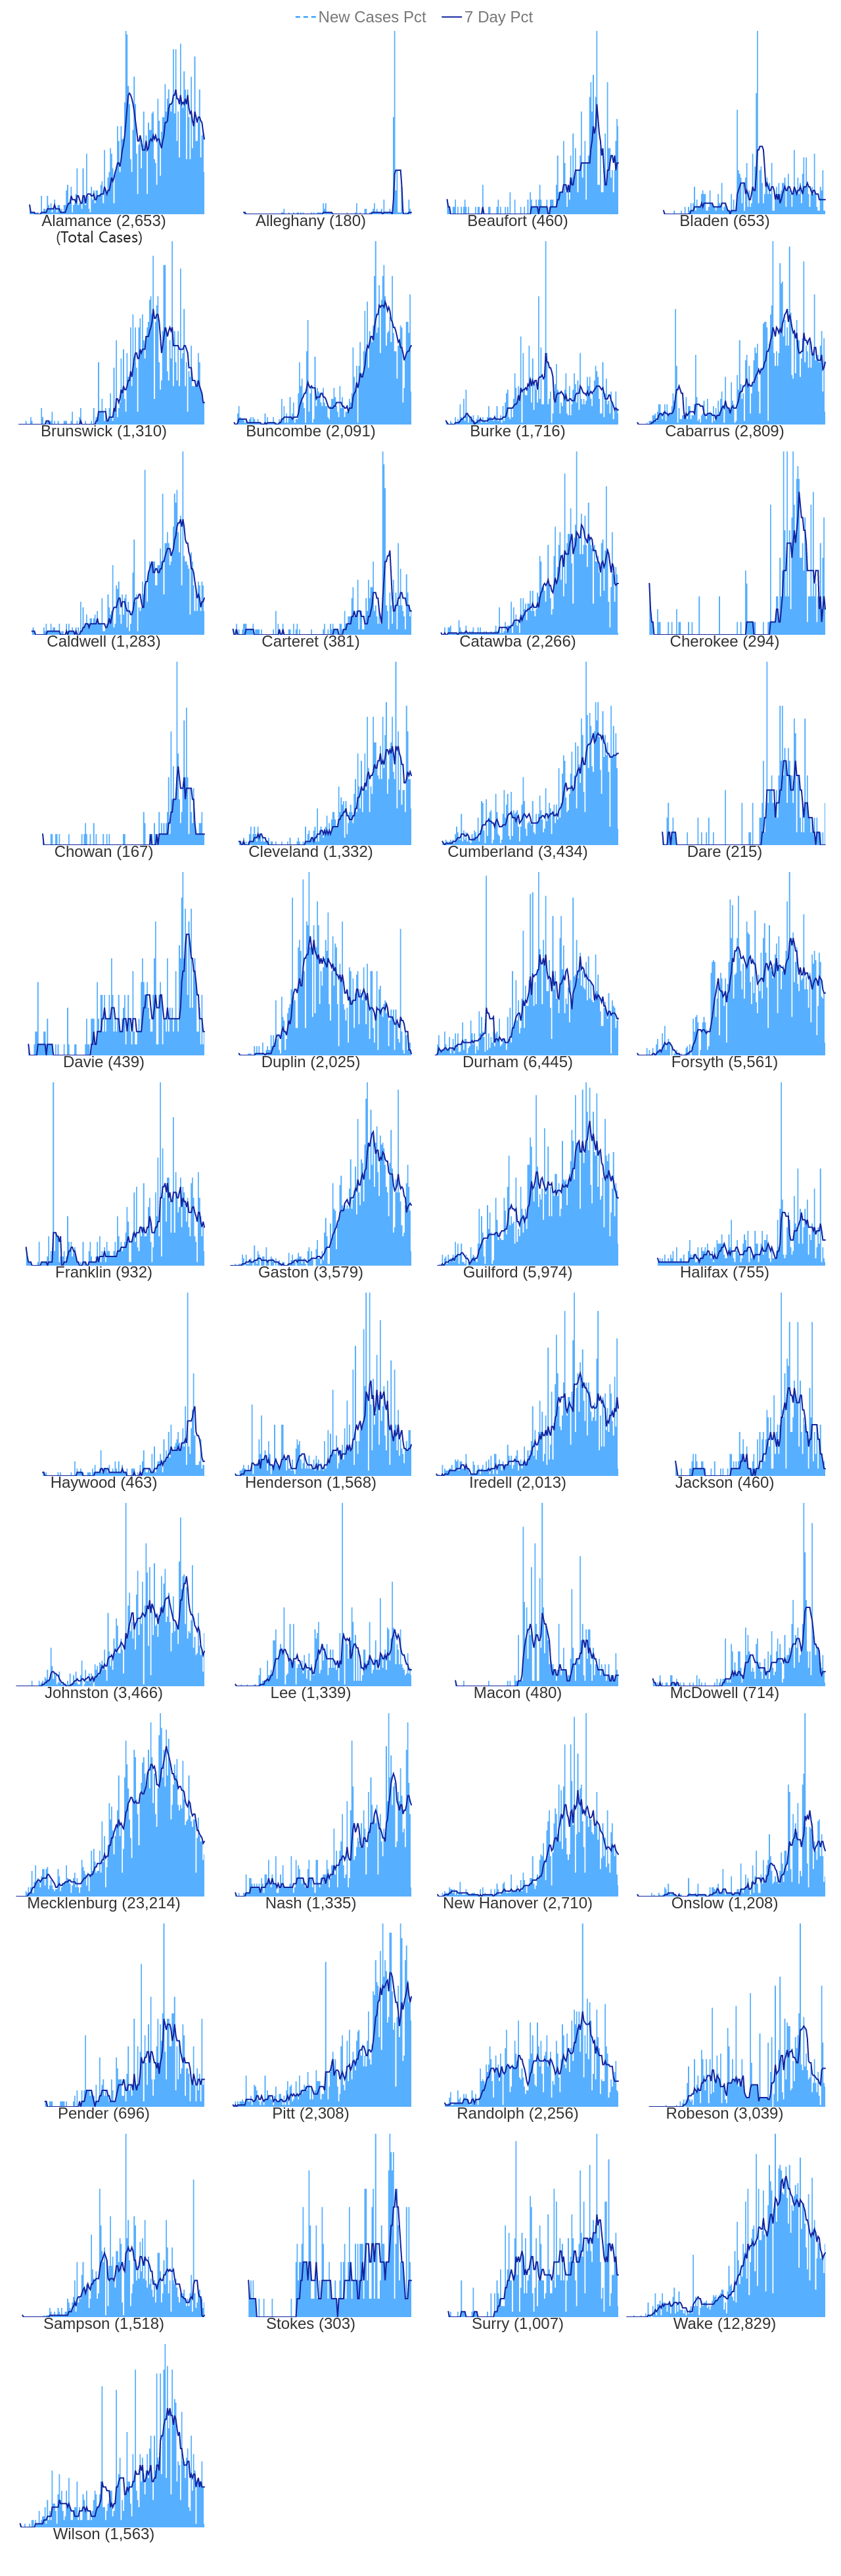 New Cases Pct 7 Day Pct
Alamance (2,653) Alleghany (180) Beaufort (460) Bladen (653)
(Total Cases)
Brunswick (1,310) Buncombe (2,091) Burke (1,716) Cabarrus (2,809)
Caldwell (1,283) Carteret (381) Catawba (2,266) Cherokee (294)
Chowan (167) Cleveland (1,332) Cumberland (3,434) Dare (215)
Davie (439) Duplin (2,025) Durham (6,445) Forsyth (5,561)
Franklin (932) Gaston (3,579) Guilford (5,974) Halifax (755)
Haywood (463) Henderson (1,568) Iredell (2,013) Jackson (460)
Johnston (3,466) Lee (1,339) Macon (480) McDowell (714)
Mecklenburg (23,214) Nash (1,335) New Hanover (2,710) Onslow (1,208)
Pender (696) Pitt (2,308) Randolph (2,256) Robeson (3,039)
Sampson (1,518) Stokes (303) Surry (1,007) Wake (12,829)
Wilson (1,563)